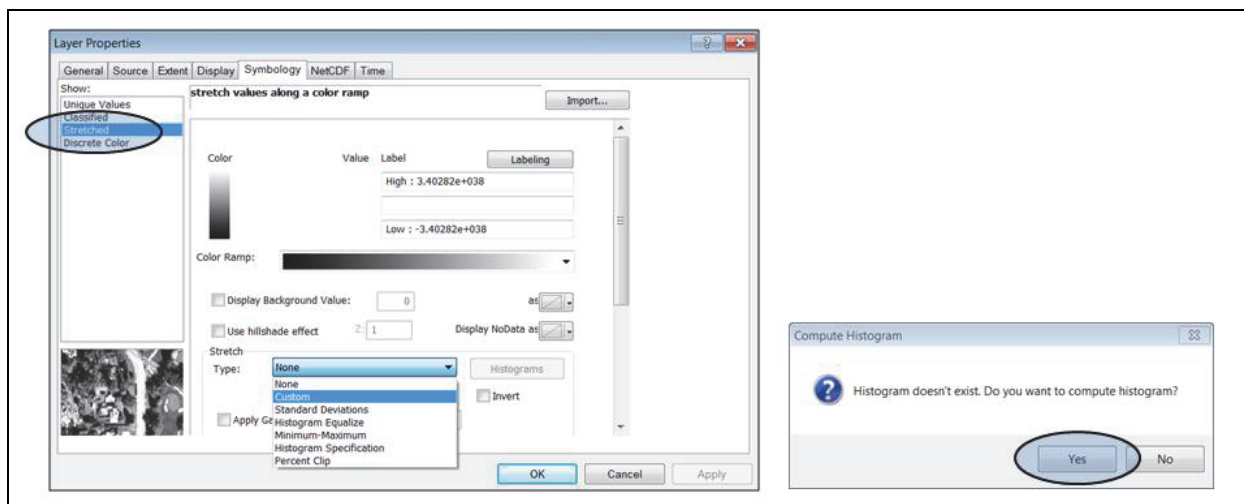 Layer Properties
General Source Extent Display Symbology NetCDF Time
Show:
Unique Values
Classified
Stretched
Discrete Color
stretch values along a color ramp
Import...
Color Value Label Labeling
High : 3.40282e+038
Low : -3.40282e+038
Color Ramp:
Display Background Value: 0 as
Use hillshade effect Z: 1 Display NoData as
Stretch
Type: None Histograms
None
Custom
Invert
Standard Deviations
Apply Ga
Histogram Equalize
Minimum-Maximum
Histogram Specification
Percent Clip
OK Cancel Apply
Compute Histogram
Histogram doesn't exist. Do you want to compute histogram?
Yes No